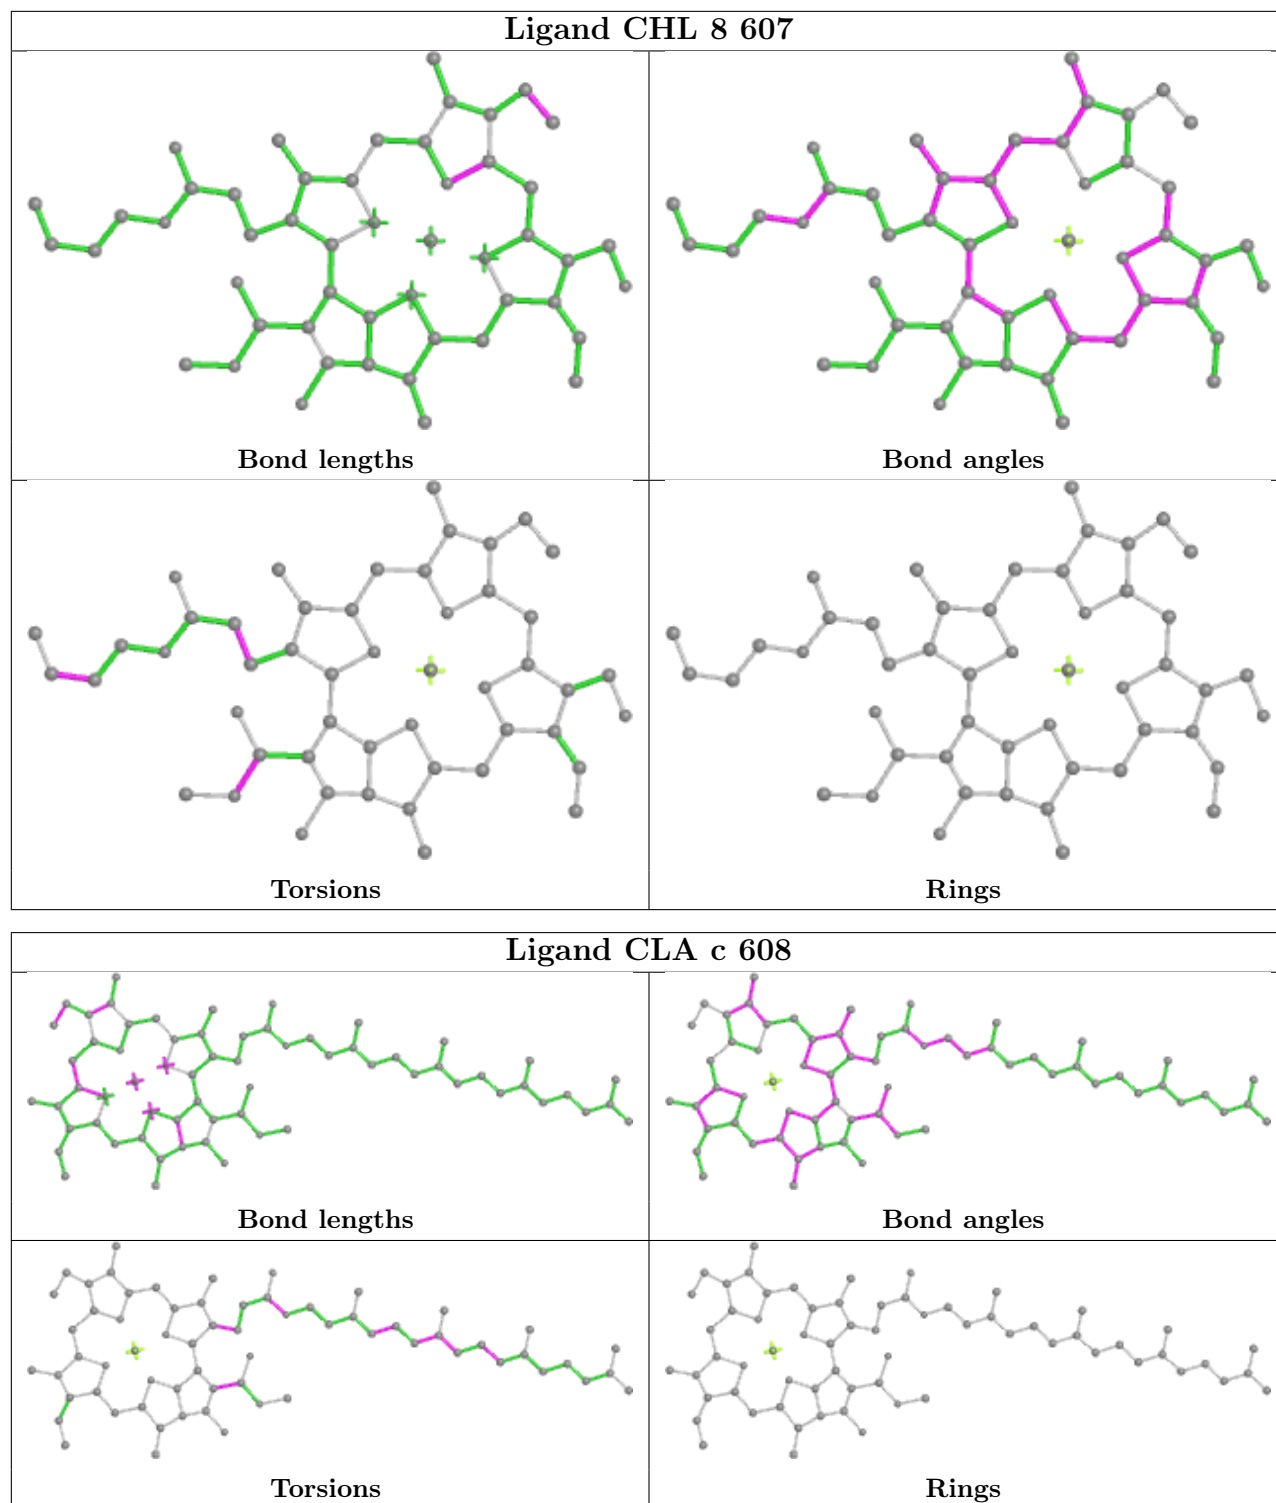 Ligand CHL 8 607
Bond lengths
Bond angles
Torsions
Rings
Ligand CLA c 608
Bond lengths
Bond angles
Torsions
Rings